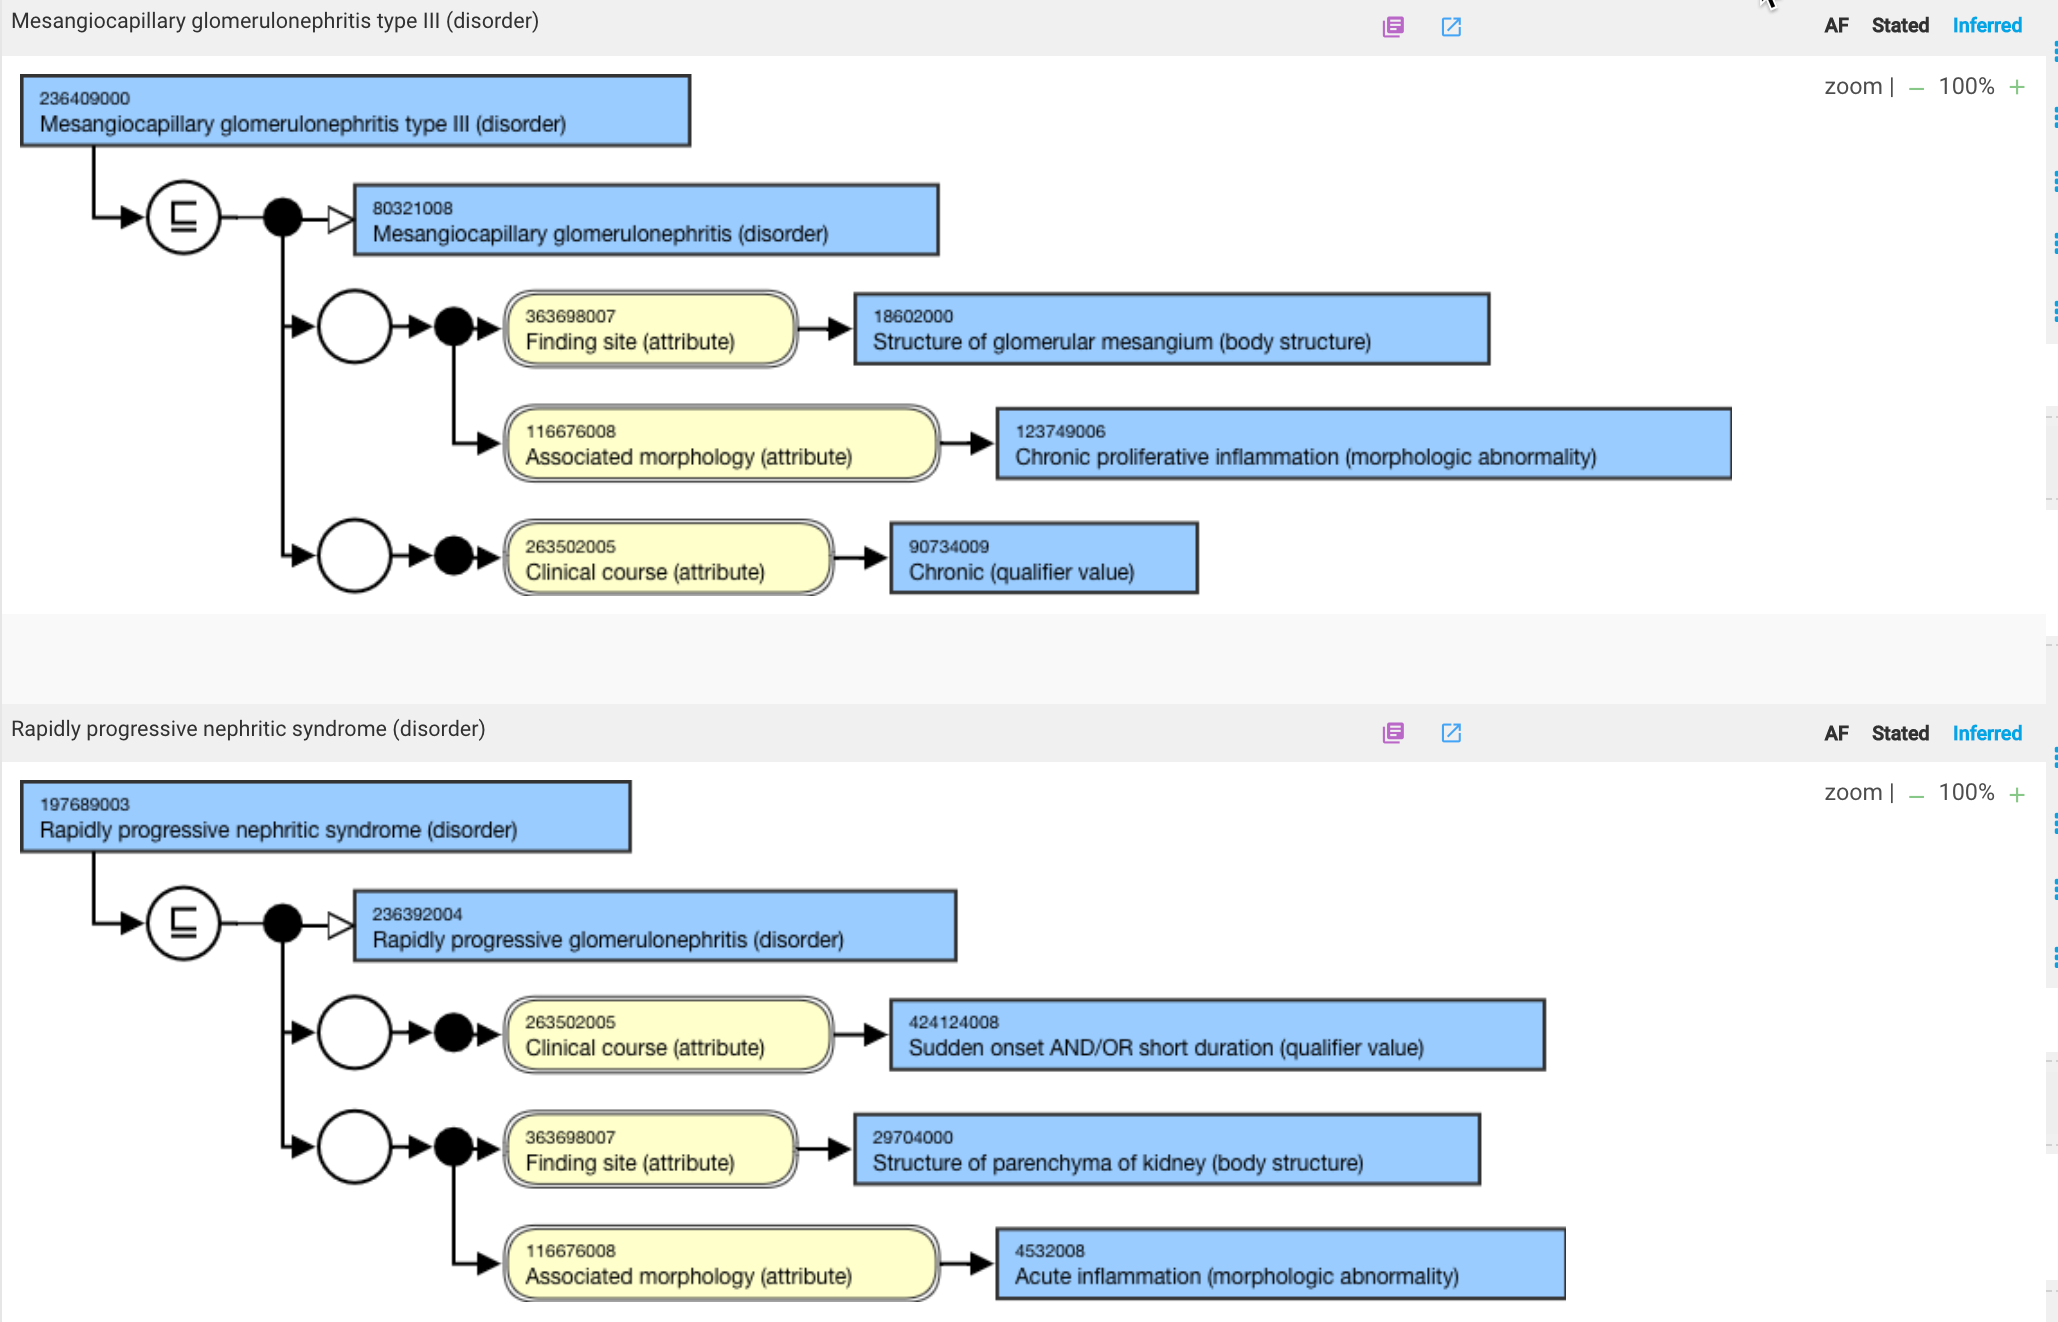 Mesangiocapillary glomerulonephritis type III (disorder)
AF Stated Inferred
zoom | – 100% +
236409000
Mesangiocapillary glomerulonephritis type III (disorder)
⊑
80321008
Mesangiocapillary glomerulonephritis (disorder)
363698007
Finding site (attribute)
18602000
Structure of glomerular mesangium (body structure)
116676008
Associated morphology (attribute)
123749006
Chronic proliferative inflammation (morphologic abnormality)
263502005
Clinical course (attribute)
90734009
Chronic (qualifier value)
Rapidly progressive nephritic syndrome (disorder)
AF Stated Inferred
zoom | – 100% +
197689003
Rapidly progressive nephritic syndrome (disorder)
⊑
236392004
Rapidly progressive glomerulonephritis (disorder)
263502005
Clinical course (attribute)
424124008
Sudden onset AND/OR short duration (qualifier value)
363698007
Finding site (attribute)
29704000
Structure of parenchyma of kidney (body structure)
116676008
Associated morphology (attribute)
4532008
Acute inflammation (morphologic abnormality)